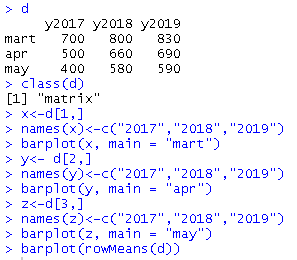 > d
     y2017 y2018 y2019
mart   700   800   830
apr    500   660   690
may    400   580   590
> class(d)
[1] "matrix"
> x<-d[1,]
> names(x)<-c("2017","2018","2019")
> barplot(x, main = "mart")
> y<- d[2,]
> names(y)<-c("2017","2018","2019")
> barplot(y, main = "apr")
> z<-d[3,]
> names(z)<-c("2017","2018","2019")
> barplot(z, main = "may")
> barplot(rowMeans(d))